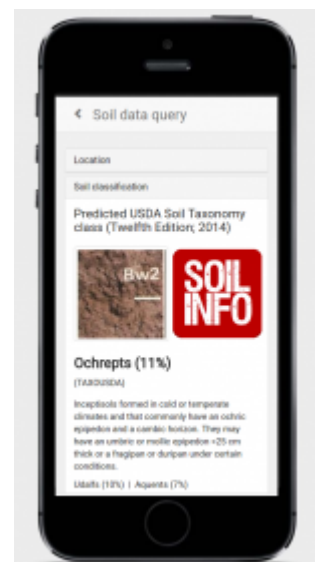 Soil data query
Location
Soil classification
Predicted USDA Soil Taxonomy
class (Twelfth Edition; 2014)
Bw2
SOIL
INFO
Ochrepts (11%)
(TAXOUSDA)
Inceptisols formed in cold or temperate
climates and that commonly have an ochric
epipedon and a cambic horizon. They may
have an umbric or mollic epipedon <25 cm
thick or a fragipan or duripan under certain
conditions.
Udalfs (10%) | Aquents (7%)